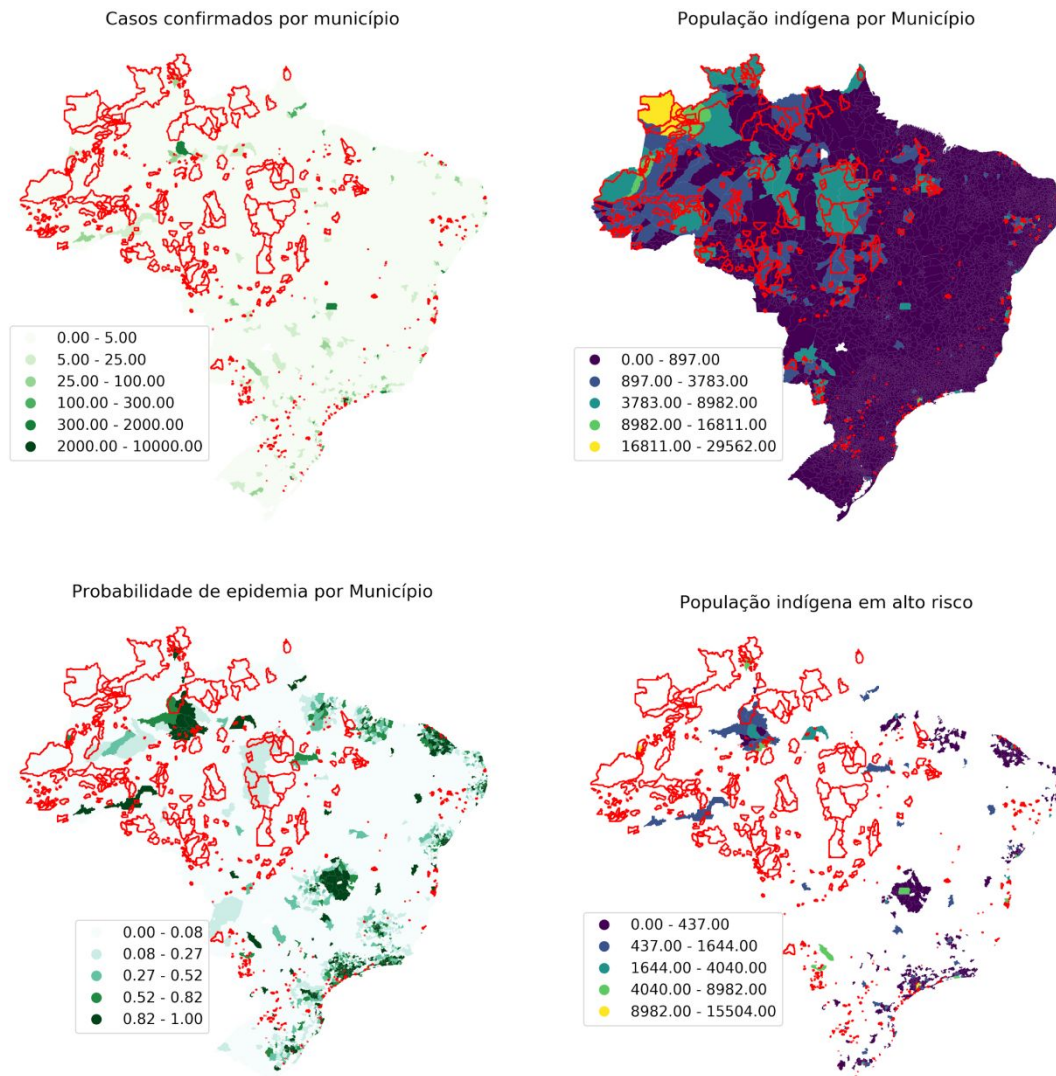 Casos confirmados por município
0.00 - 5.00
5.00 - 25.00
25.00 - 100.00
100.00 - 300.00
300.00 - 2000.00
2000.00 - 10000.00
População indígena por Município
0.00 - 897.00
897.00 - 3783.00
3783.00 - 8982.00
8982.00 - 16811.00
16811.00 - 29562.00
Probabilidade de epidemia por Município
0.00 - 0.08
0.08 - 0.27
0.27 - 0.52
0.52 - 0.82
0.82 - 1.00
População indígena em alto risco
0.00 - 437.00
437.00 - 1644.00
1644.00 - 4040.00
4040.00 - 8982.00
8982.00 - 15504.00